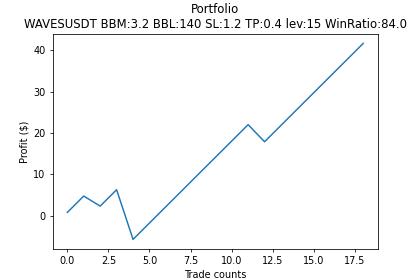 Portfolio
WAVESUSDT BBM:3.2 BBL:140 SL:1.2 TP:0.4 lev:15 WinRatio:84.0
40
30
20
10
0
Profit ($)
0.0 2.5 5.0 7.5 10.0 12.5 15.0 17.5
Trade counts